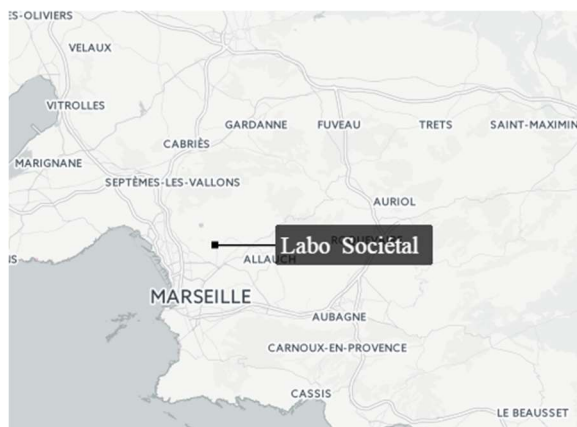 ES-OLIVIERS
VELAUX
VITROLLES
GARDANNE FUVEAU TRETS SAINT-MAXIMIN
CABRIÈS
MARIGNANE
SEPTÈMES-LES-VALLONS
AURIOL
Labo Sociétal
ALLAUCH
MARSEILLE
AUBAGNE
CARNOUX-EN-PROVENCE
CASSIS
LE BEAUSSET